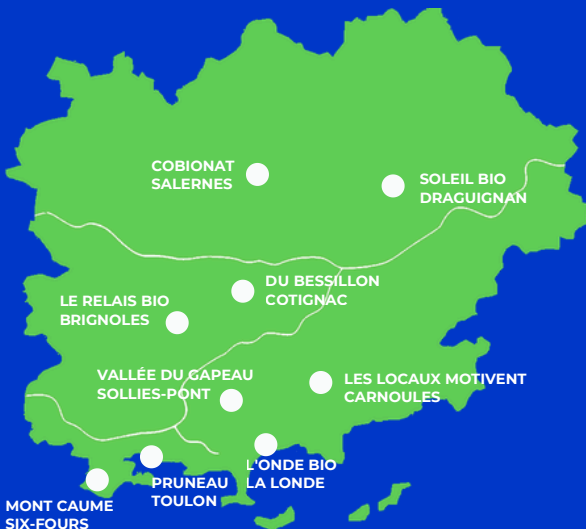 COBIONAT
SALERNES
SOLEIL BIO
DRAGUIGNAN
DU BESSILLON
COTIGNAC
LE RELAIS BIO
BRIGNOLES
VALLÉE DU GAPEAU
SOLLIES-PONT
LES LOCAUX MOTIVENT
CARNOULES
L'ONDE BIO
LA LONDE
PRUNEAU
TOULON
MONT CAUME
SIX-FOURS